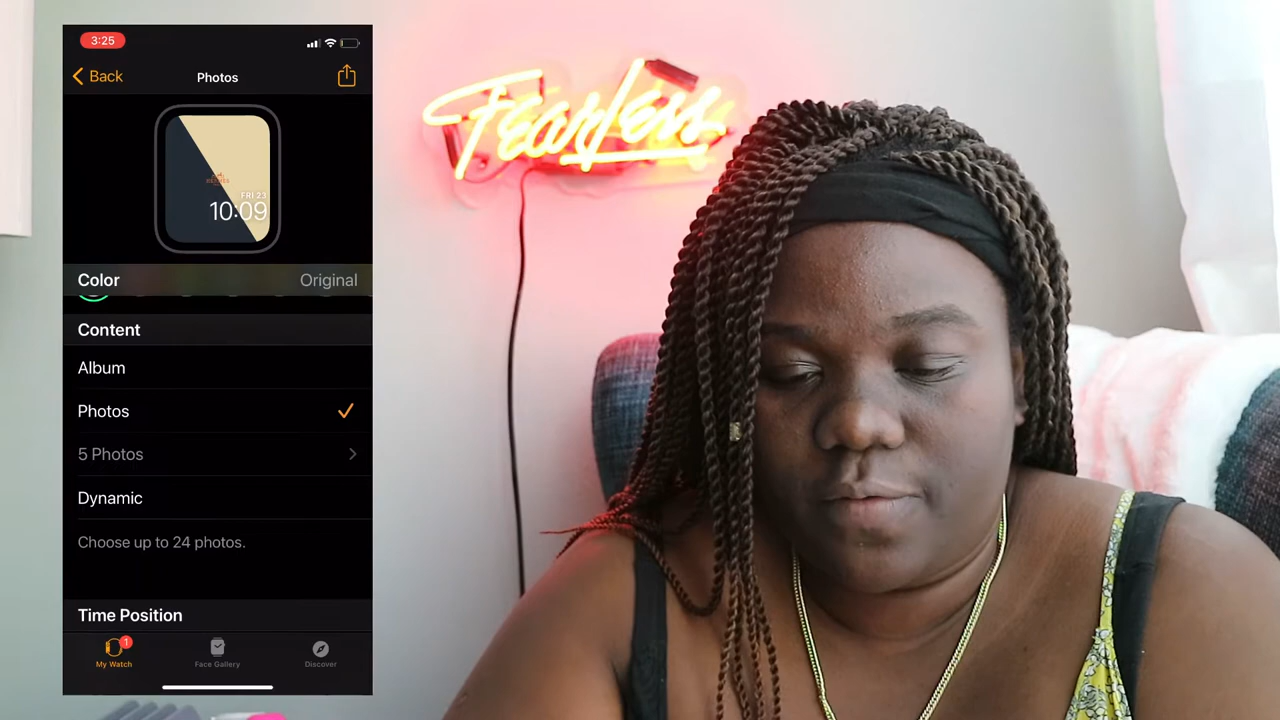 3:25
Back
Photos
FRI 23
10:09
Color
Original
Content
Album
Photos
5 Photos
Dynamic
Choose up to 24 photos.
Time Position
1
My Watch
Face Gallery
Discover
Fearless